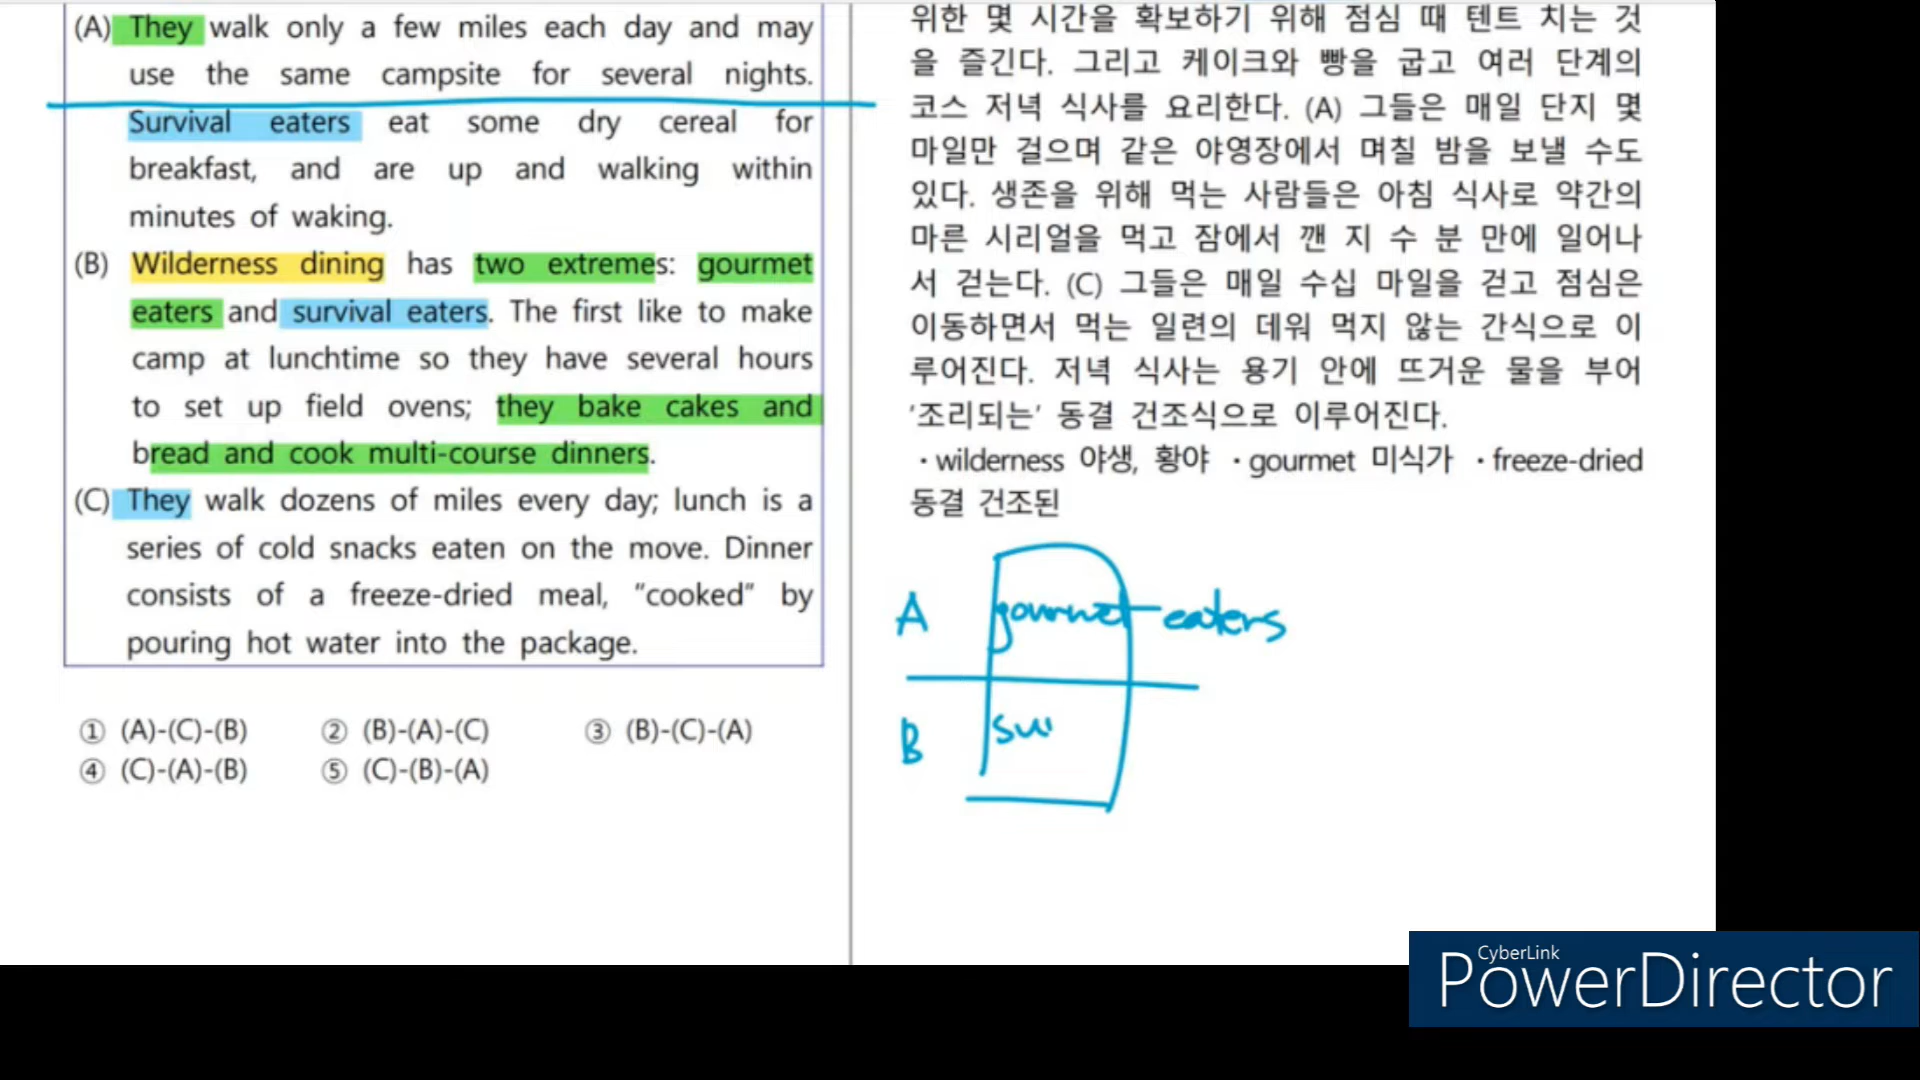 (A) They walk only a few miles each day and may
use the same campsite for several nights.
Survival eaters eat some dry cereal for
breakfast, and are up and walking within
minutes of waking.
(B) Wilderness dining has two extremes: gourmet
eaters and survival eaters. The first like to make
camp at lunchtime so they have several hours
to set up field ovens; they bake cakes and
bread and cook multi-course dinners.
(C) They walk dozens of miles every day; lunch is a
series of cold snacks eaten on the move. Dinner
consists of a freeze-dried meal, “cooked” by
pouring hot water into the package.
① (A)-(C)-(B) ② (B)-(A)-(C) ③ (B)-(C)-(A)
④ (C)-(A)-(B) ⑤ (C)-(B)-(A)
위한 몇 시간을 확보하기 위해 점심 때 텐트 치는 것
을 즐긴다. 그리고 케이크와 빵을 굽고 여러 단계의
코스 저녁 식사를 요리한다. (A) 그들은 매일 단지 몇
마일만 걸으며 같은 야영장에서 며칠 밤을 보낼 수도
있다. 생존을 위해 먹는 사람들은 아침 식사로 약간의
마른 시리얼을 먹고 잠에서 깬 지 수 분 만에 일어나
서 걷는다. (C) 그들은 매일 수십 마일을 걷고 점심은
이동하면서 먹는 일련의 데워 먹지 않는 간식으로 이
루어진다. 저녁 식사는 용기 안에 뜨거운 물을 부어
‘조리되는’ 동결 건조식으로 이루어진다.
· wilderness 야생, 황야 · gourmet 미식가 · freeze-dried
동결 건조된
A gourmet eaters
B su
CyberLink
PowerDirector